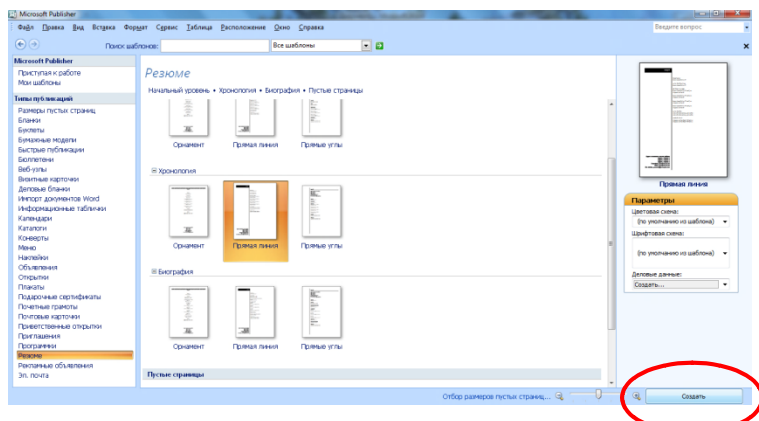 Microsoft Publisher
Файл Правка Вид Вставка Формат Сервис Таблица Расположение Окно Справка
Введите вопрос
Поиск шаблонов:
Все шаблоны
Microsoft Publisher
Приступая к работе
Мои шаблоны
Типы публикаций
Размеры пустых страниц
Бланки
Буклеты
Бумажные модели
Быстрые публикации
Бюллетени
Веб-узлы
Визитные карточки
Деловые бланки
Импорт документов Word
Информационные таблички
Календари
Каталоги
Конверты
Меню
Наклейки
Объявления
Открытки
Плакаты
Подарочные сертификаты
Почетные грамоты
Почтовые карточки
Приветственные открытки
Приглашения
Программки
Резюме
Рекламные объявления
Эл. почта
Резюме
Начальный уровень • Хронология • Биография • Пустые страницы
Орнамент Прямая линия Прямые углы
Хронология
Орнамент Прямая линия Прямые углы
Биография
Орнамент Прямая линия Прямые углы
Пустые страницы
Отбор размеров пустых страниц...
Прямая линия
Параметры
Цветовая схема:
(по умолчанию из шаблона)
Шрифтовая схема:
(по умолчанию из шаблона)
Деловые данные:
Создать...
Создать